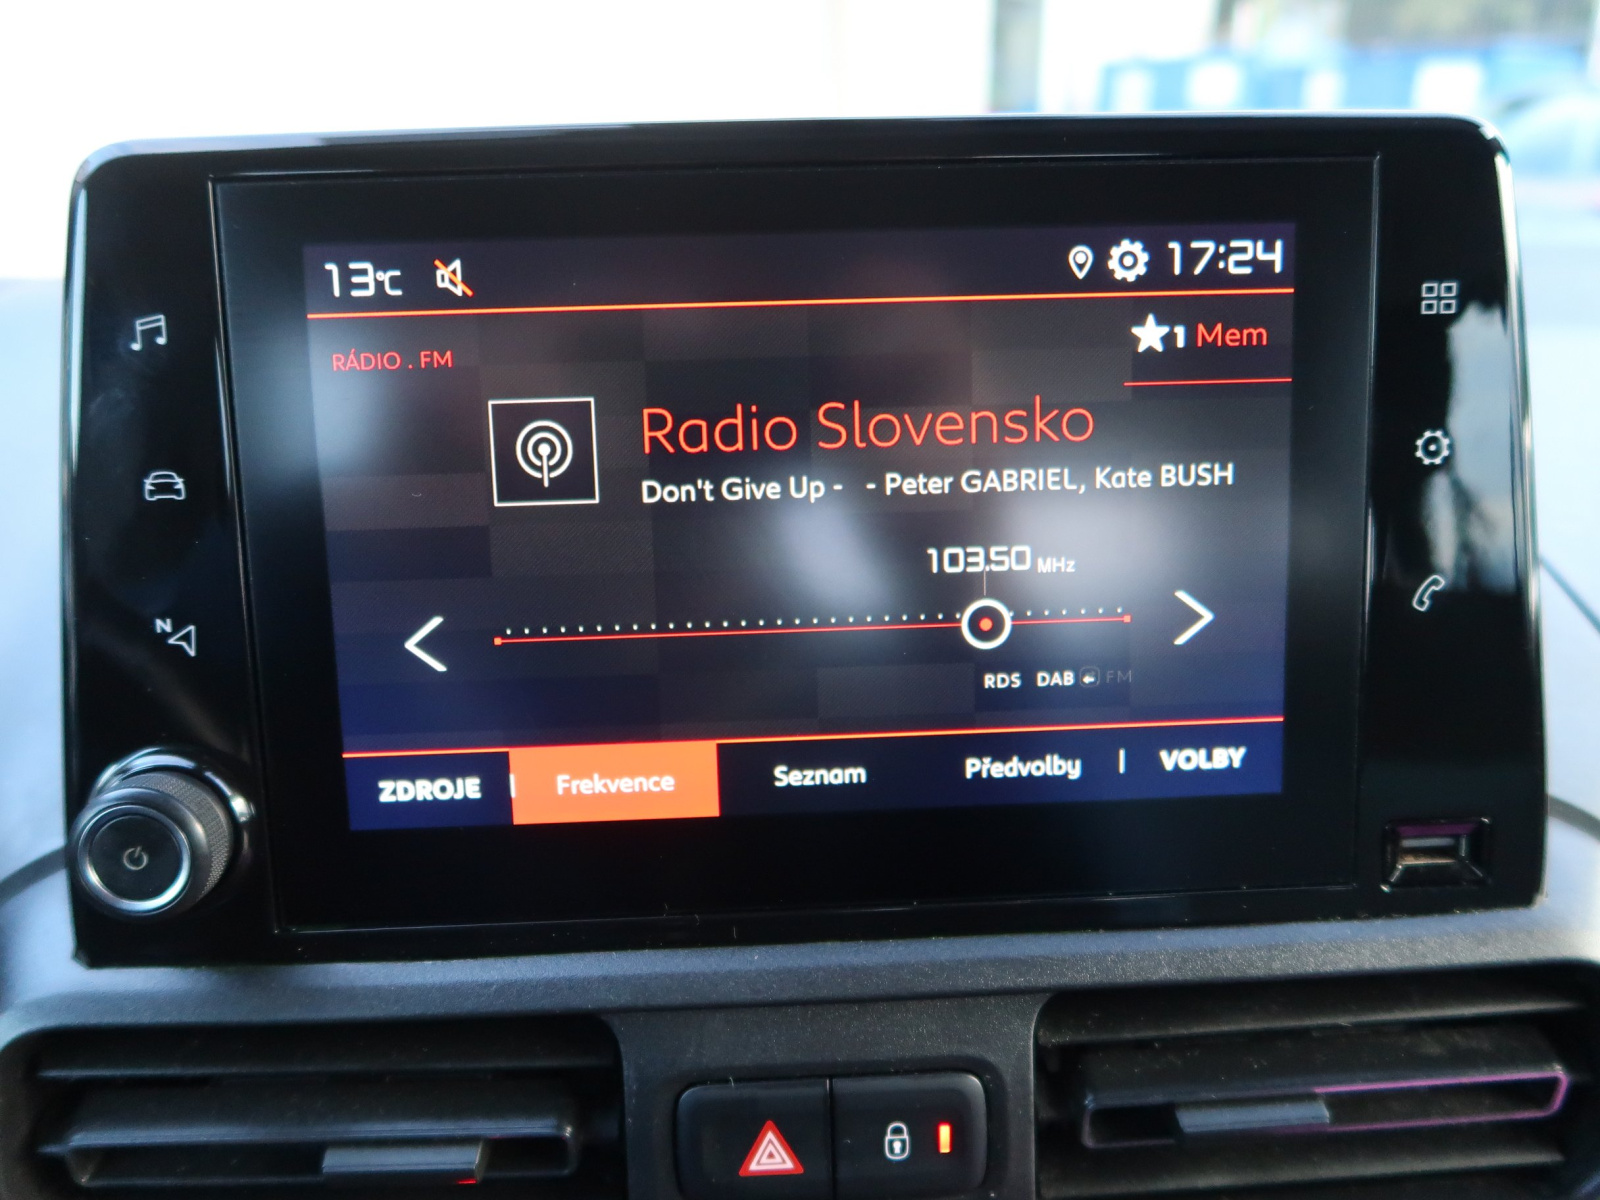 13°C
17:24
RÁDIO . FM
1 Mem
Radio Slovensko
Don't Give Up - - Peter GABRIEL, Kate BUSH
103.50 MHz
N
RDS DAB FM
ZDROJE Frekvence Seznam Předvolby VOLBY